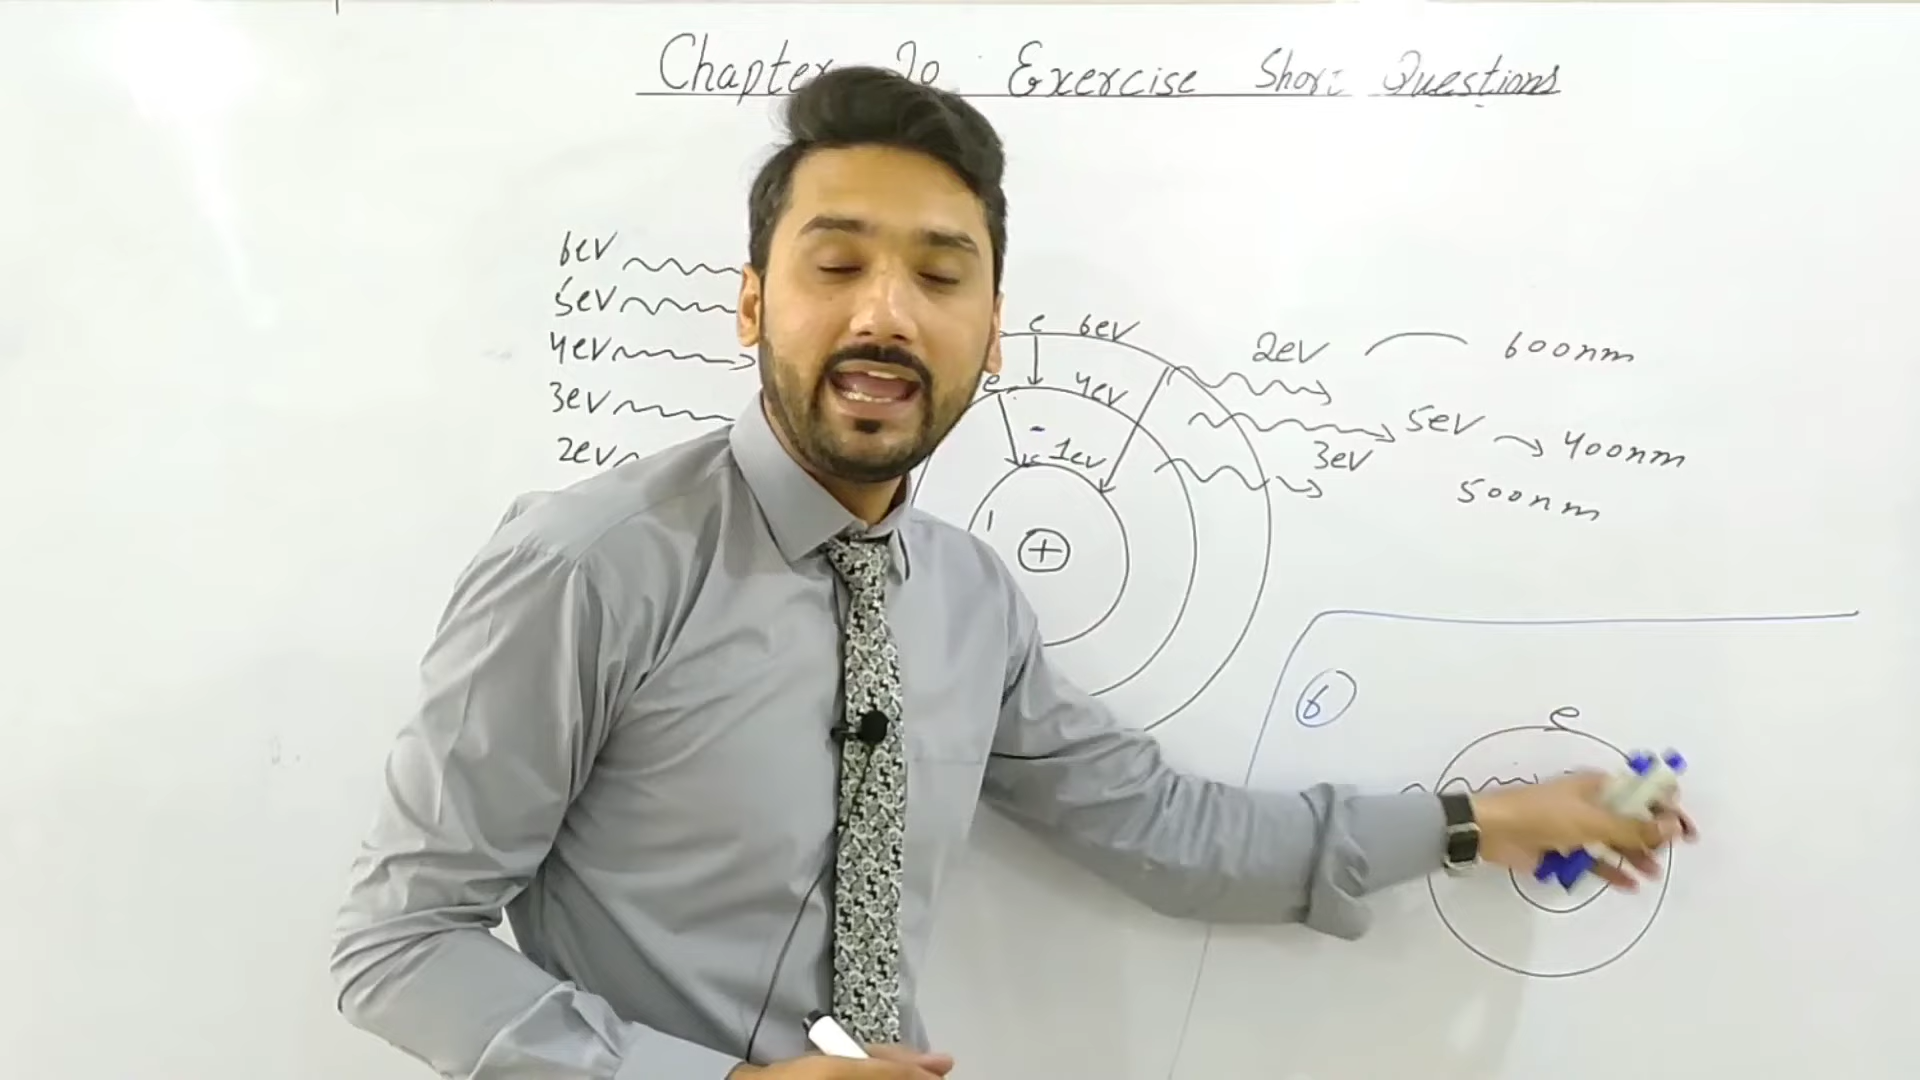 Chapter 20 Exercise Short Questions
6eV
5eV
4eV
3eV
2eV
e 6eV
e 4eV
1eV
+
2eV 600nm
5eV 400nm
3eV
500nm
6
e